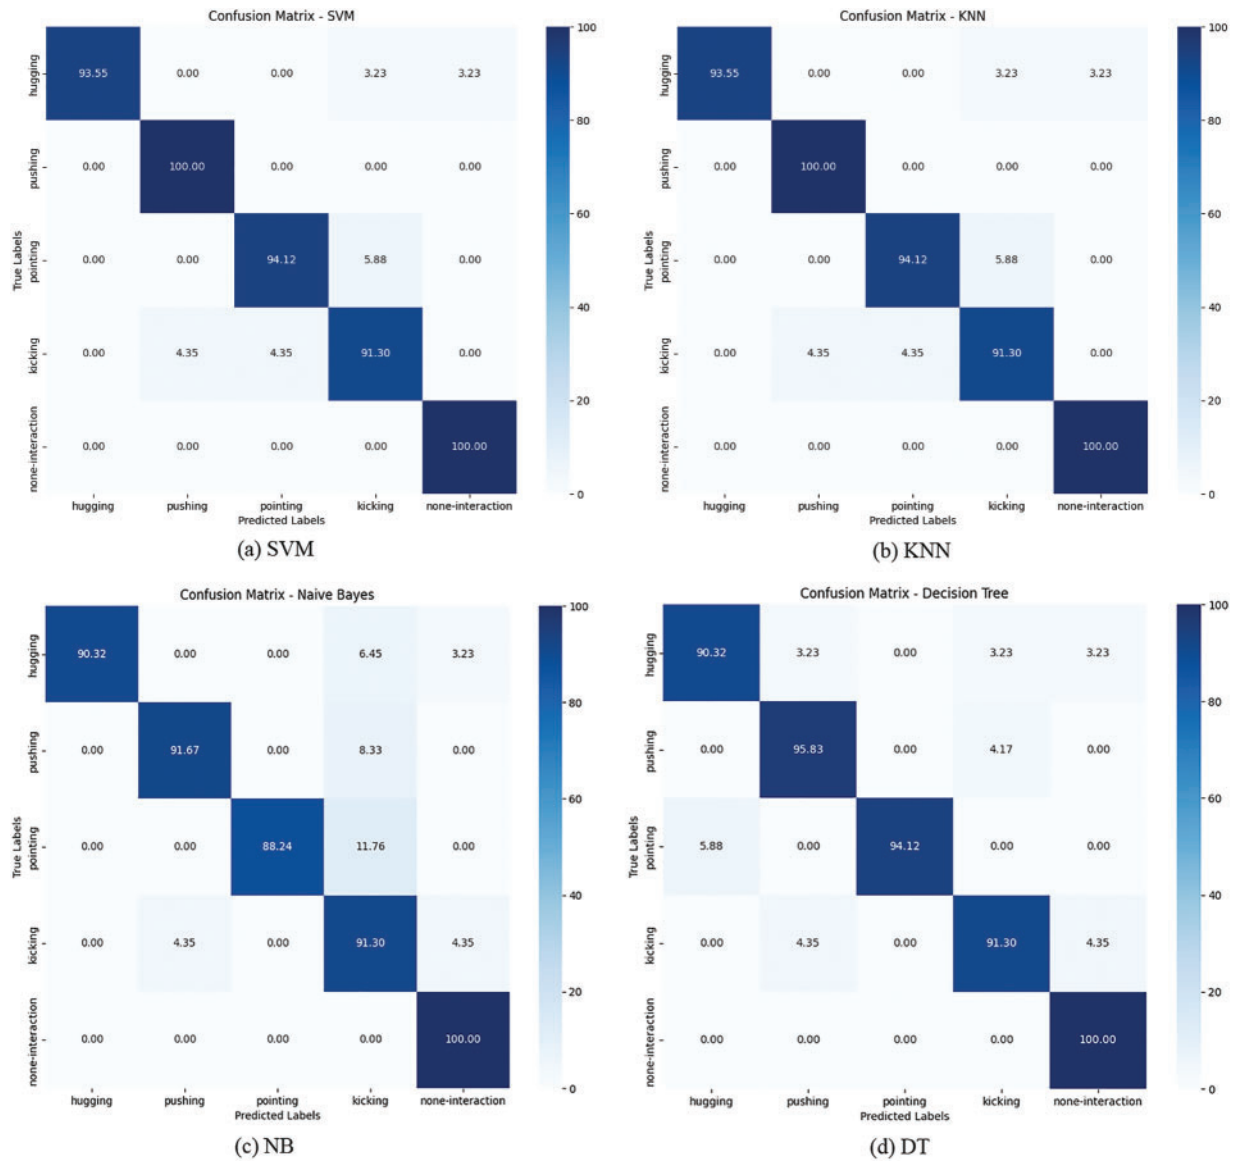 Confusion Matrix - SVM
100
hugging
93.55 0.00 0.00 3.23 3.23
80
pushing
0.00 100.00 0.00 0.00 0.00
60
True Labels
pointing
0.00 0.00 94.12 5.88 0.00
40
kicking
0.00 4.35 4.35 91.30 0.00
20
none-interaction
0.00 0.00 0.00 0.00 100.00
0
hugging pushing pointing kicking none-interaction
Predicted Labels
(a) SVM
Confusion Matrix - KNN
100
hugging
93.55 0.00 0.00 3.23 3.23
80
pushing
0.00 100.00 0.00 0.00 0.00
60
True Labels
pointing
0.00 0.00 94.12 5.88 0.00
40
kicking
0.00 4.35 4.35 91.30 0.00
20
none-interaction
0.00 0.00 0.00 0.00 100.00
0
hugging pushing pointing kicking none-interaction
Predicted Labels
(b) KNN
Confusion Matrix - Naive Bayes
100
hugging
90.32 0.00 0.00 6.45 3.23
80
pushing
0.00 91.67 0.00 8.33 0.00
60
True Labels
pointing
0.00 0.00 88.24 11.76 0.00
40
kicking
0.00 4.35 0.00 91.30 4.35
20
none-interaction
0.00 0.00 0.00 0.00 100.00
0
hugging pushing pointing kicking none-interaction
Predicted Labels
(c) NB
Confusion Matrix - Decision Tree
100
hugging
90.32 3.23 0.00 3.23 3.23
80
pushing
0.00 95.83 0.00 4.17 0.00
60
True Labels
pointing
5.88 0.00 94.12 0.00 0.00
40
kicking
0.00 4.35 0.00 91.30 4.35
20
none-interaction
0.00 0.00 0.00 0.00 100.00
0
hugging pushing pointing kicking none-interaction
Predicted Labels
(d) DT